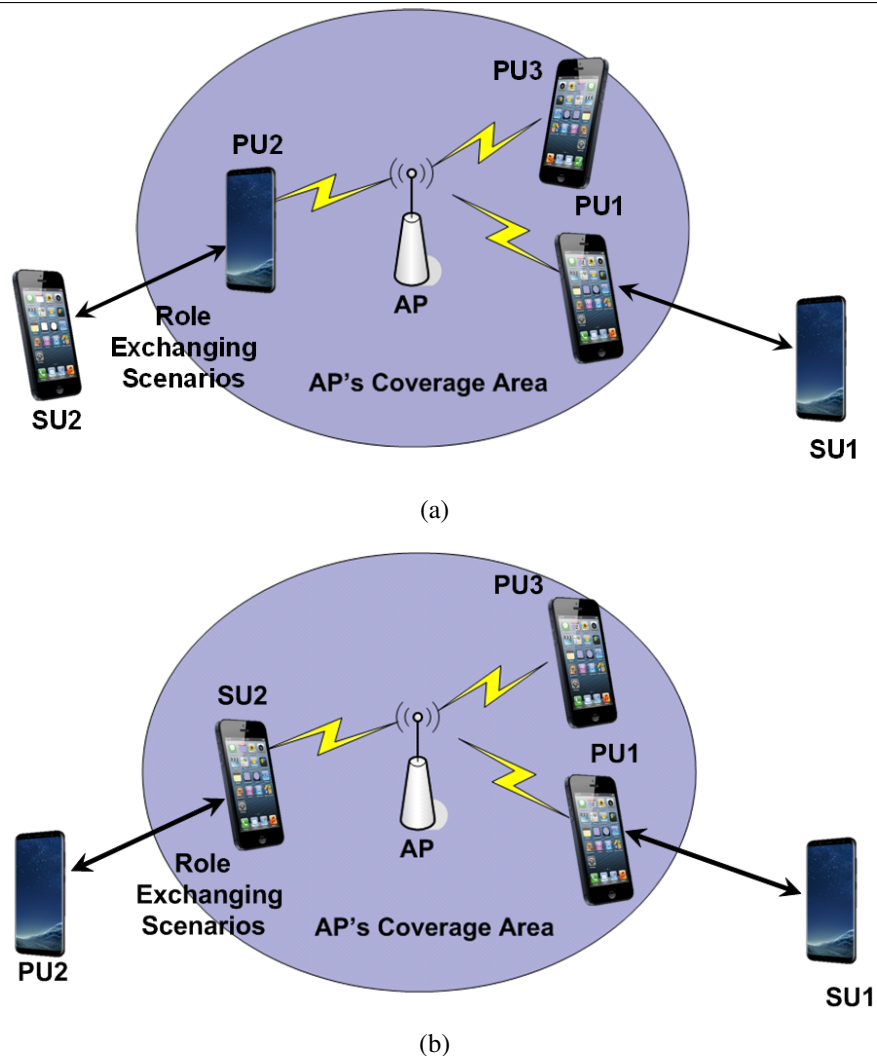 PU3
PU2
PU1
AP
Role
Exchanging
Scenarios
AP's Coverage Area
SU2
SU1
(a)
PU3
SU2
PU1
AP
Role
Exchanging
Scenarios
AP's Coverage Area
PU2
SU1
(b)